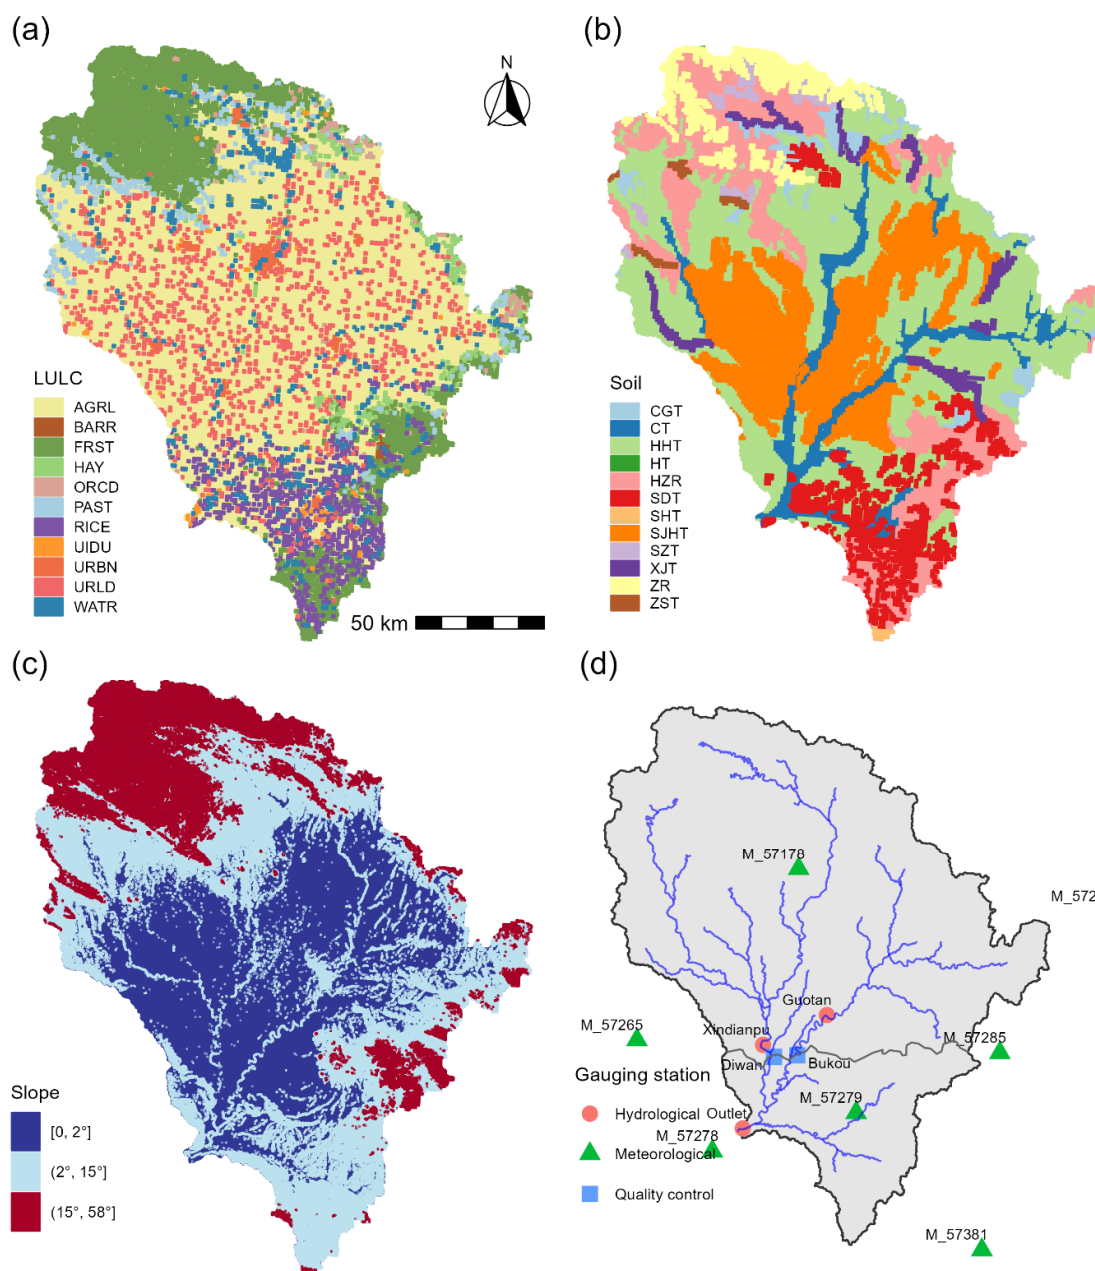 (a)
(b)
N
LULC
AGRL
BARR
FRST
HAY
ORCD
PAST
RICE
UIDU
URBN
URLD
WATR
50 km
Soil
CGT
CT
HHT
HT
HZR
SDT
SHT
SJHT
SZT
XJT
ZR
ZST
(c)
(d)
Slope
[0, 2°]
(2°, 15°]
(15°, 58°]
M_57178
M_572
Guotan
M_57265
Xindianpu
M_57285
Diwan
Bukou
Gauging station
M_57279
Hydrological
Outlet
M_57278
Meteorological
Quality control
M_57381